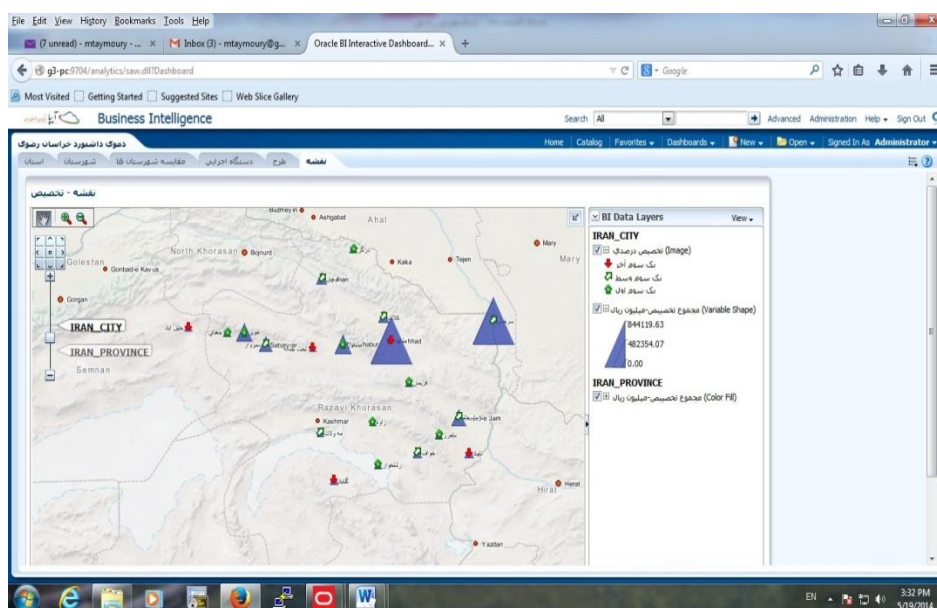 File Edit View History Bookmarks Tools Help
(7 unread) - mtaymoury - ...
Inbox (3) - mtaymoury@g...
Oracle BI Interactive Dashboard...
g3-pc:9704/analytics/saw.dll?Dashboard
Google
Most Visited Getting Started Suggested Sites Web Slice Gallery
Business Intelligence
Search All Advanced Administration Help Sign Out
دموی داشبورد خراسان رضوی
Home Catalog Favorites Dashboards New Open Signed In As Administrator
نقشه طرح دستگاه اجرایی مقایسه شهرستان ها شهرستان استان
نقشه - تخصیص
Ashgabat
Ahal
North Khorasan
Bojnurd
Kaka
Tejen
Mary
Mary
Golestan
Gonbad-e Kavus
Gorgan
IRAN_CITY
IRAN_PROVINCE
Semnan
Sabzevar
Razavi Khorasan
Kashmar
فریمان
خواف
رشتخوار
Hirat
Herat
Yazdan
BI Data Layers
View
IRAN_CITY
تخصیص درصدی (Image)
یک سوم آخر
یک سوم وسط
یک سوم اول
مجموع تخصیص-میلیون ریال (Variable Shape)
844119.63
482354.07
0.00
IRAN_PROVINCE
مجموع تخصیص-میلیون ریال (Color Fill)
EN
3:32 PM
5/19/2014